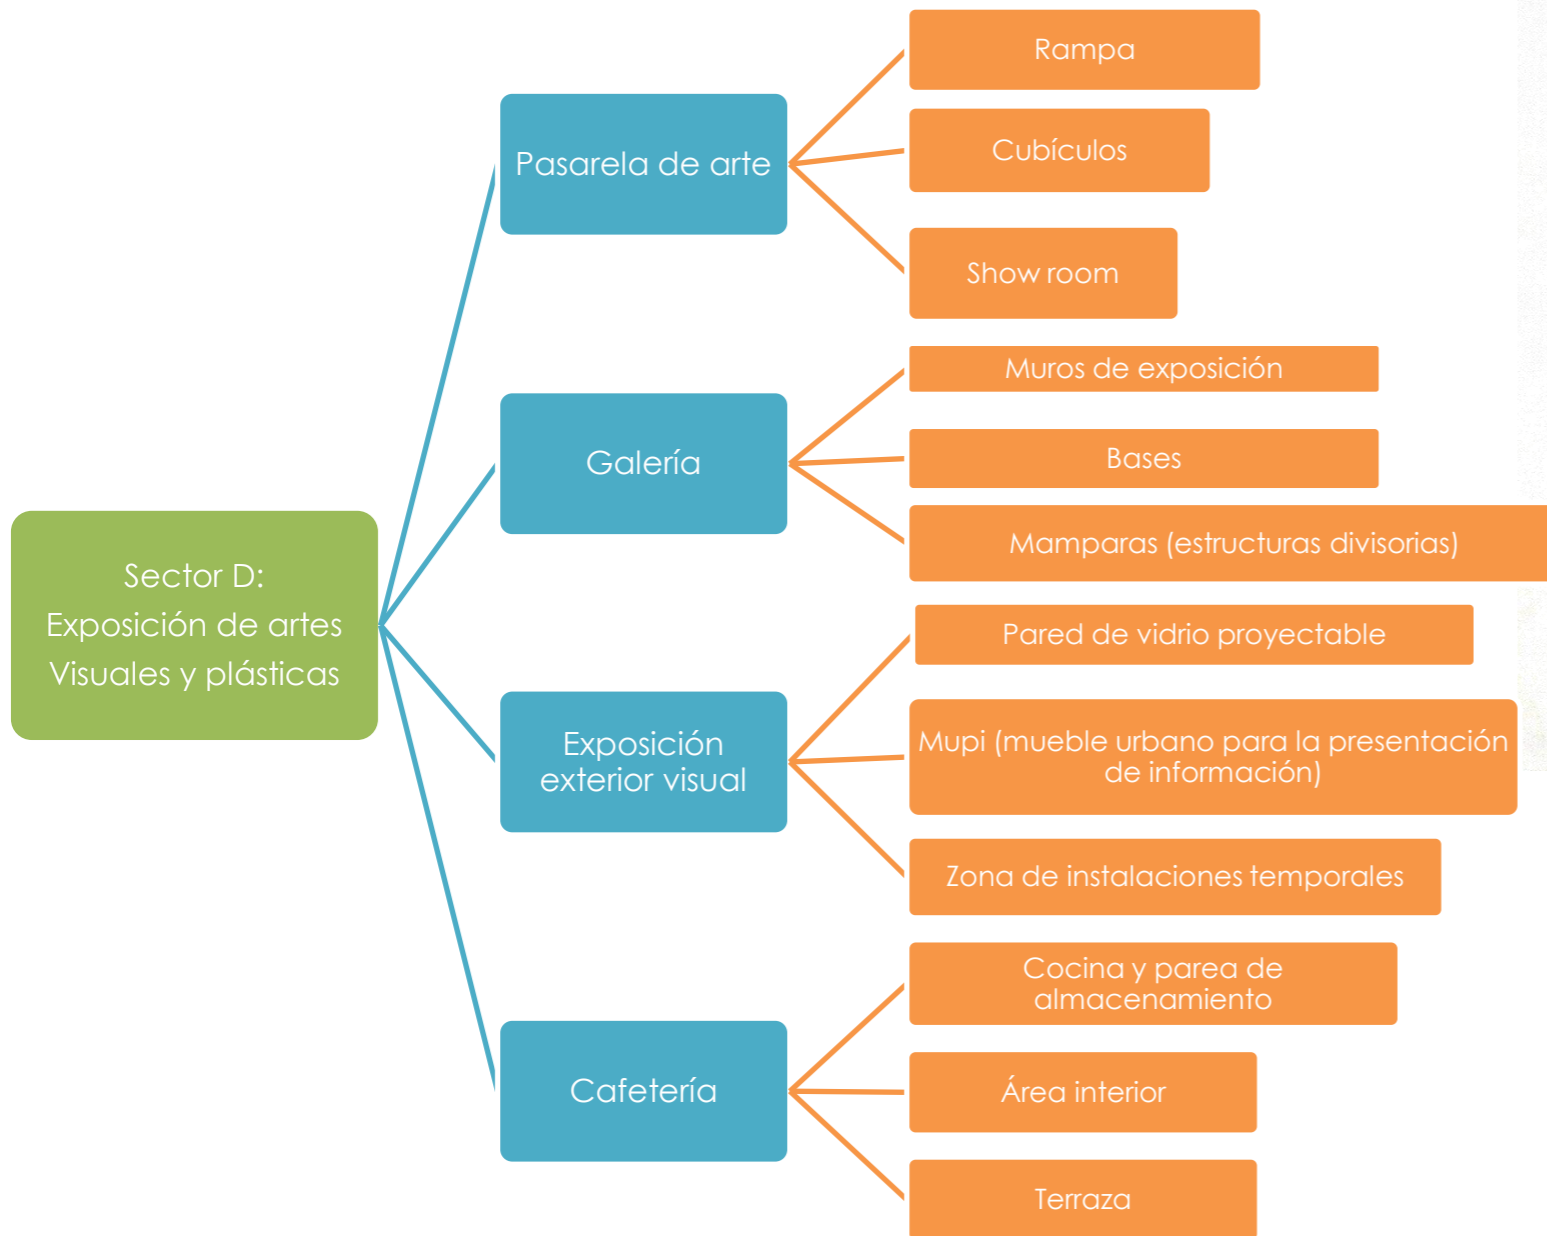 Sector D:
Exposición de artes
Visuales y plásticas
Pasarela de arte
Rampa
Cubículos
Show room
Galería
Muros de exposición
Bases
Mamparas (estructuras divisorias)
Exposición
exterior visual
Pared de vidrio proyectable
Mupi (mueble urbano para la presentación
de información)
Zona de instalaciones temporales
Cafetería
Cocina y parea de
almacenamiento
Área interior
Terraza